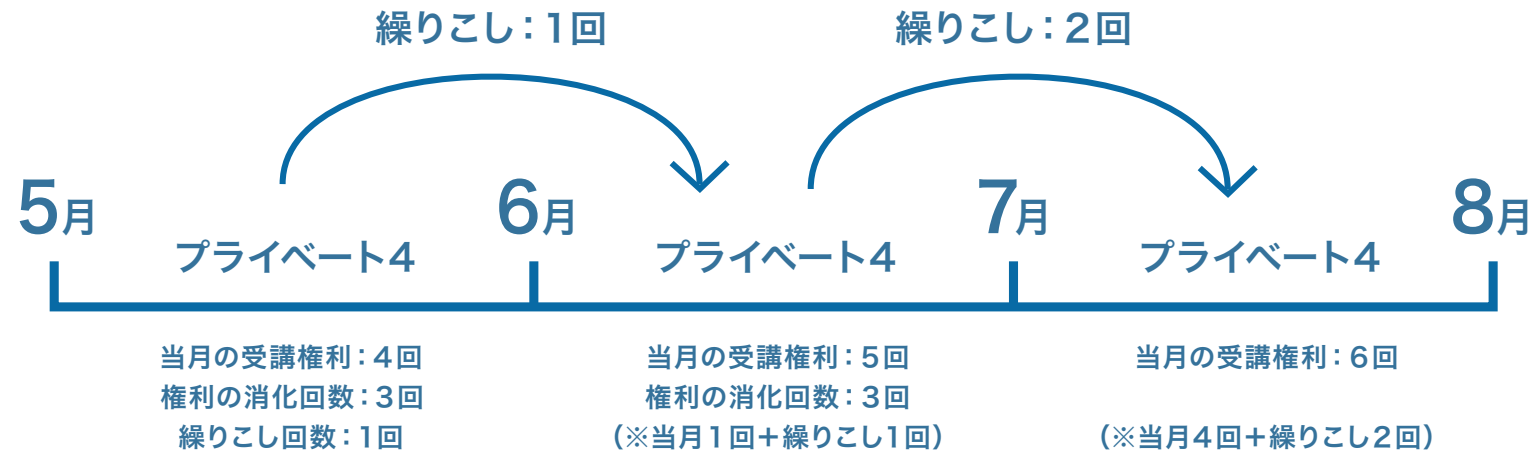 繰りこし：1回
繰りこし：2回
5月
6月
7月
8月
プライベート4
プライベート4
プライベート4
当月の受講権利：4回
権利の消化回数：3回
繰りこし回数：1回
当月の受講権利：5回
権利の消化回数：3回
（※当月1回＋繰りこし1回）
当月の受講権利：6回
（※当月4回＋繰りこし2回）